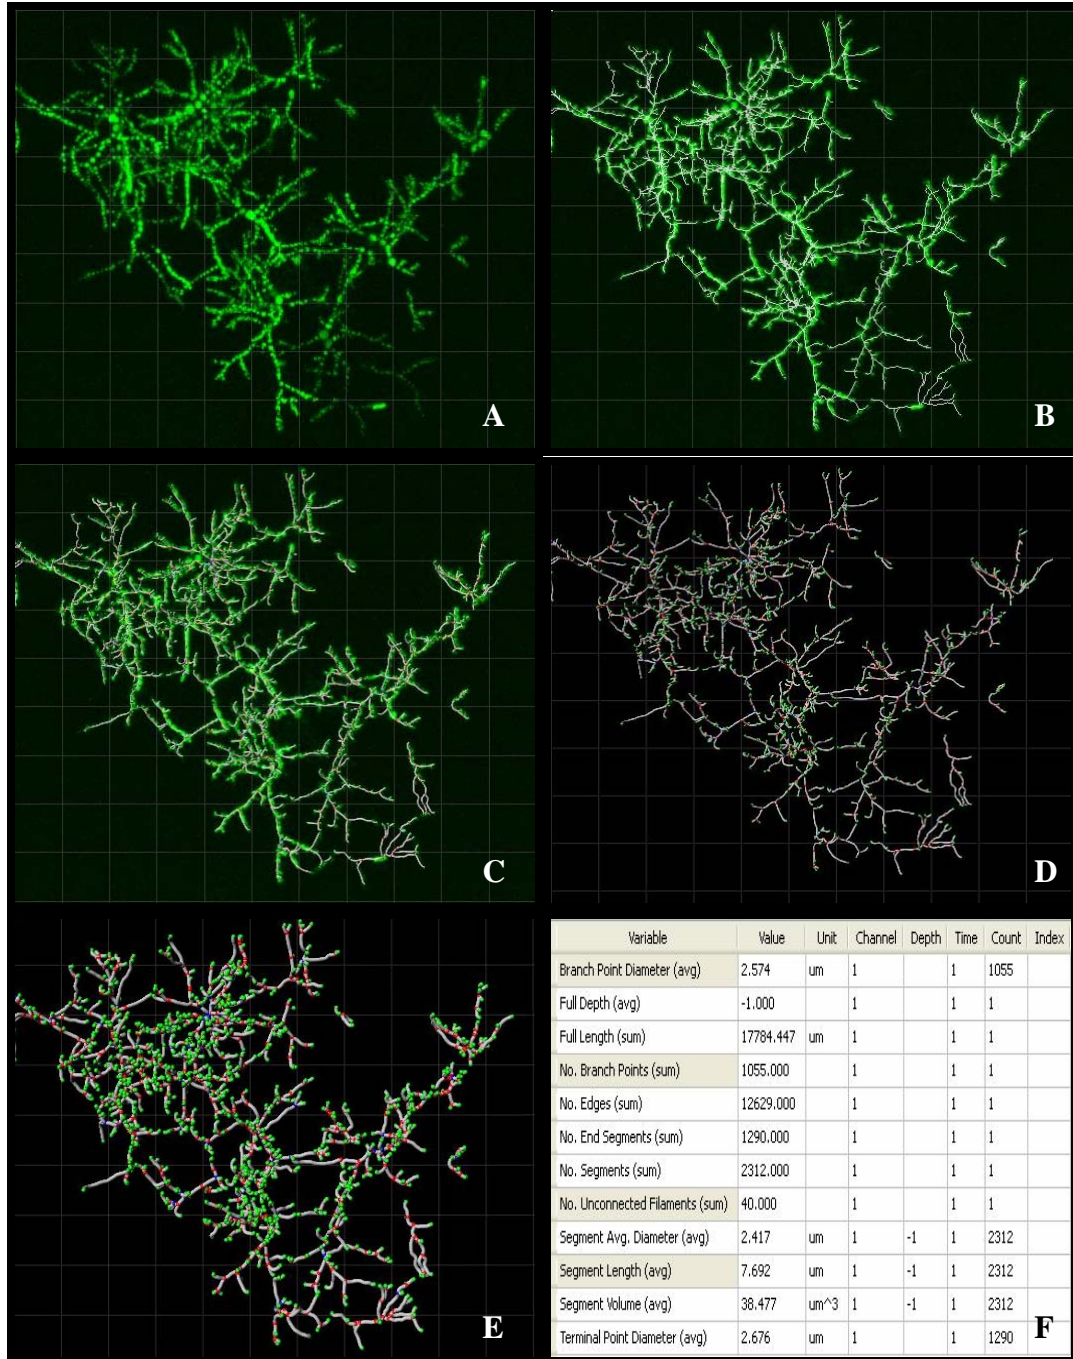 A
B
C
D
E
Variable Value Unit Channel Depth Time Count Index
Branch Point Diameter (avg) 2.574 um 1 1 1055
Full Depth (avg) -1.000 1 1 1
Full Length (sum) 17784.447 um 1 1 1
No. Branch Points (sum) 1055.000 1 1 1
No. Edges (sum) 12629.000 1 1 1
No. End Segments (sum) 1290.000 1 1 1
No. Segments (sum) 2312.000 1 1 1
No. Unconnected Filaments (sum) 40.000 1 1 1
Segment Avg. Diameter (avg) 2.417 um 1 -1 1 2312
Segment Length (avg) 7.692 um 1 -1 1 2312
Segment Volume (avg) 38.477 um^3 1 -1 1 2312
Terminal Point Diameter (avg) 2.676 um 1 1 1290
F